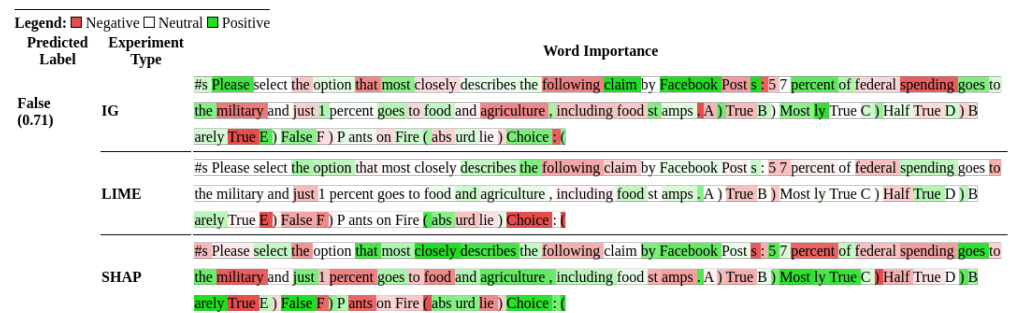 Legend: Negative Neutral Positive
Predicted Label Experiment Type Word Importance
#s Please select the option that most closely describes the following claim by Facebook Post s : 5 7 percent of federal spending goes to
the military and just 1 percent goes to food and agriculture , including food st amps . A ) True B ) Most ly True C ) Half True D ) B
arely True E ) False F ) P ants on Fire ( abs urd lie ) Choice : (
False (0.71)
IG
#s Please select the option that most closely describes the following claim by Facebook Post s : 5 7 percent of federal spending goes to
the military and just 1 percent goes to food and agriculture , including food st amps . A ) True B ) Most ly True C ) Half True D ) B
arely True E ) False F ) P ants on Fire ( abs urd lie ) Choice : (
LIME
#s Please select the option that most closely describes the following claim by Facebook Post s : 5 7 percent of federal spending goes to
the military and just 1 percent goes to food and agriculture , including food st amps . A ) True B ) Most ly True C ) Half True D ) B
arely True E ) False F ) P ants on Fire ( abs urd lie ) Choice : (
SHAP